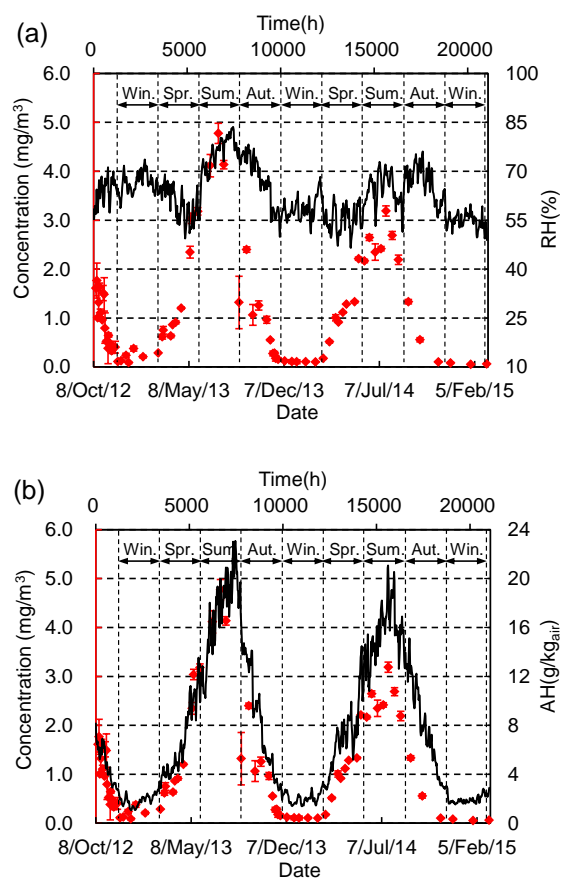 (a)
Time(h)
0 5000 10000 15000 20000
6.0 100
Win. Spr. Sum. Aut. Win. Spr. Sum. Aut. Win.
5.0 85
4.0 70
3.0 55
2.0 40
1.0 25
0.0 10
Concentration (mg/m³)
RH(%)
8/Oct/12 8/May/13 7/Dec/13 7/Jul/14 5/Feb/15
Date
(b)
Time(h)
0 5000 10000 15000 20000
6.0 24
Win. Spr. Sum. Aut. Win. Spr. Sum. Aut. Win.
5.0 20
4.0 16
3.0 12
2.0 8
1.0 4
0.0 0
Concentration (mg/m³)
AH(g/kgair)
8/Oct/12 8/May/13 7/Dec/13 7/Jul/14 5/Feb/15
Date